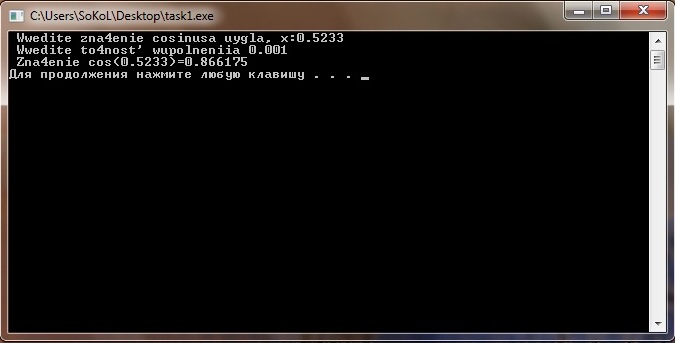 C:\Users\SoKoL\Desktop\task1.exe
Wwedite zna4enie cosinusa uygla, x:0.5233
Wwedite to4nost' wupolneniia 0.001
Zna4enie cos(0.5233)=0.866175
Для продолжения нажмите любую клавишу . . . _